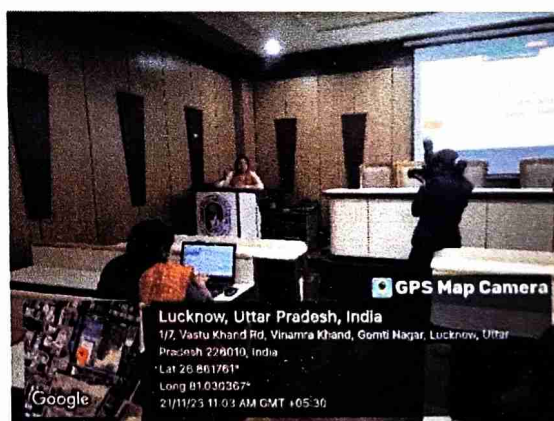 GPS Map Camera
Lucknow, Uttar Pradesh, India
1/7, Vastu Khand Rd, Vinamra Khand, Gomti Nagar, Lucknow, Uttar
Pradesh 226010, India
Lat 26.861761°
Long 81.030367°
21/11/23 11:03 AM GMT +05:30
Google